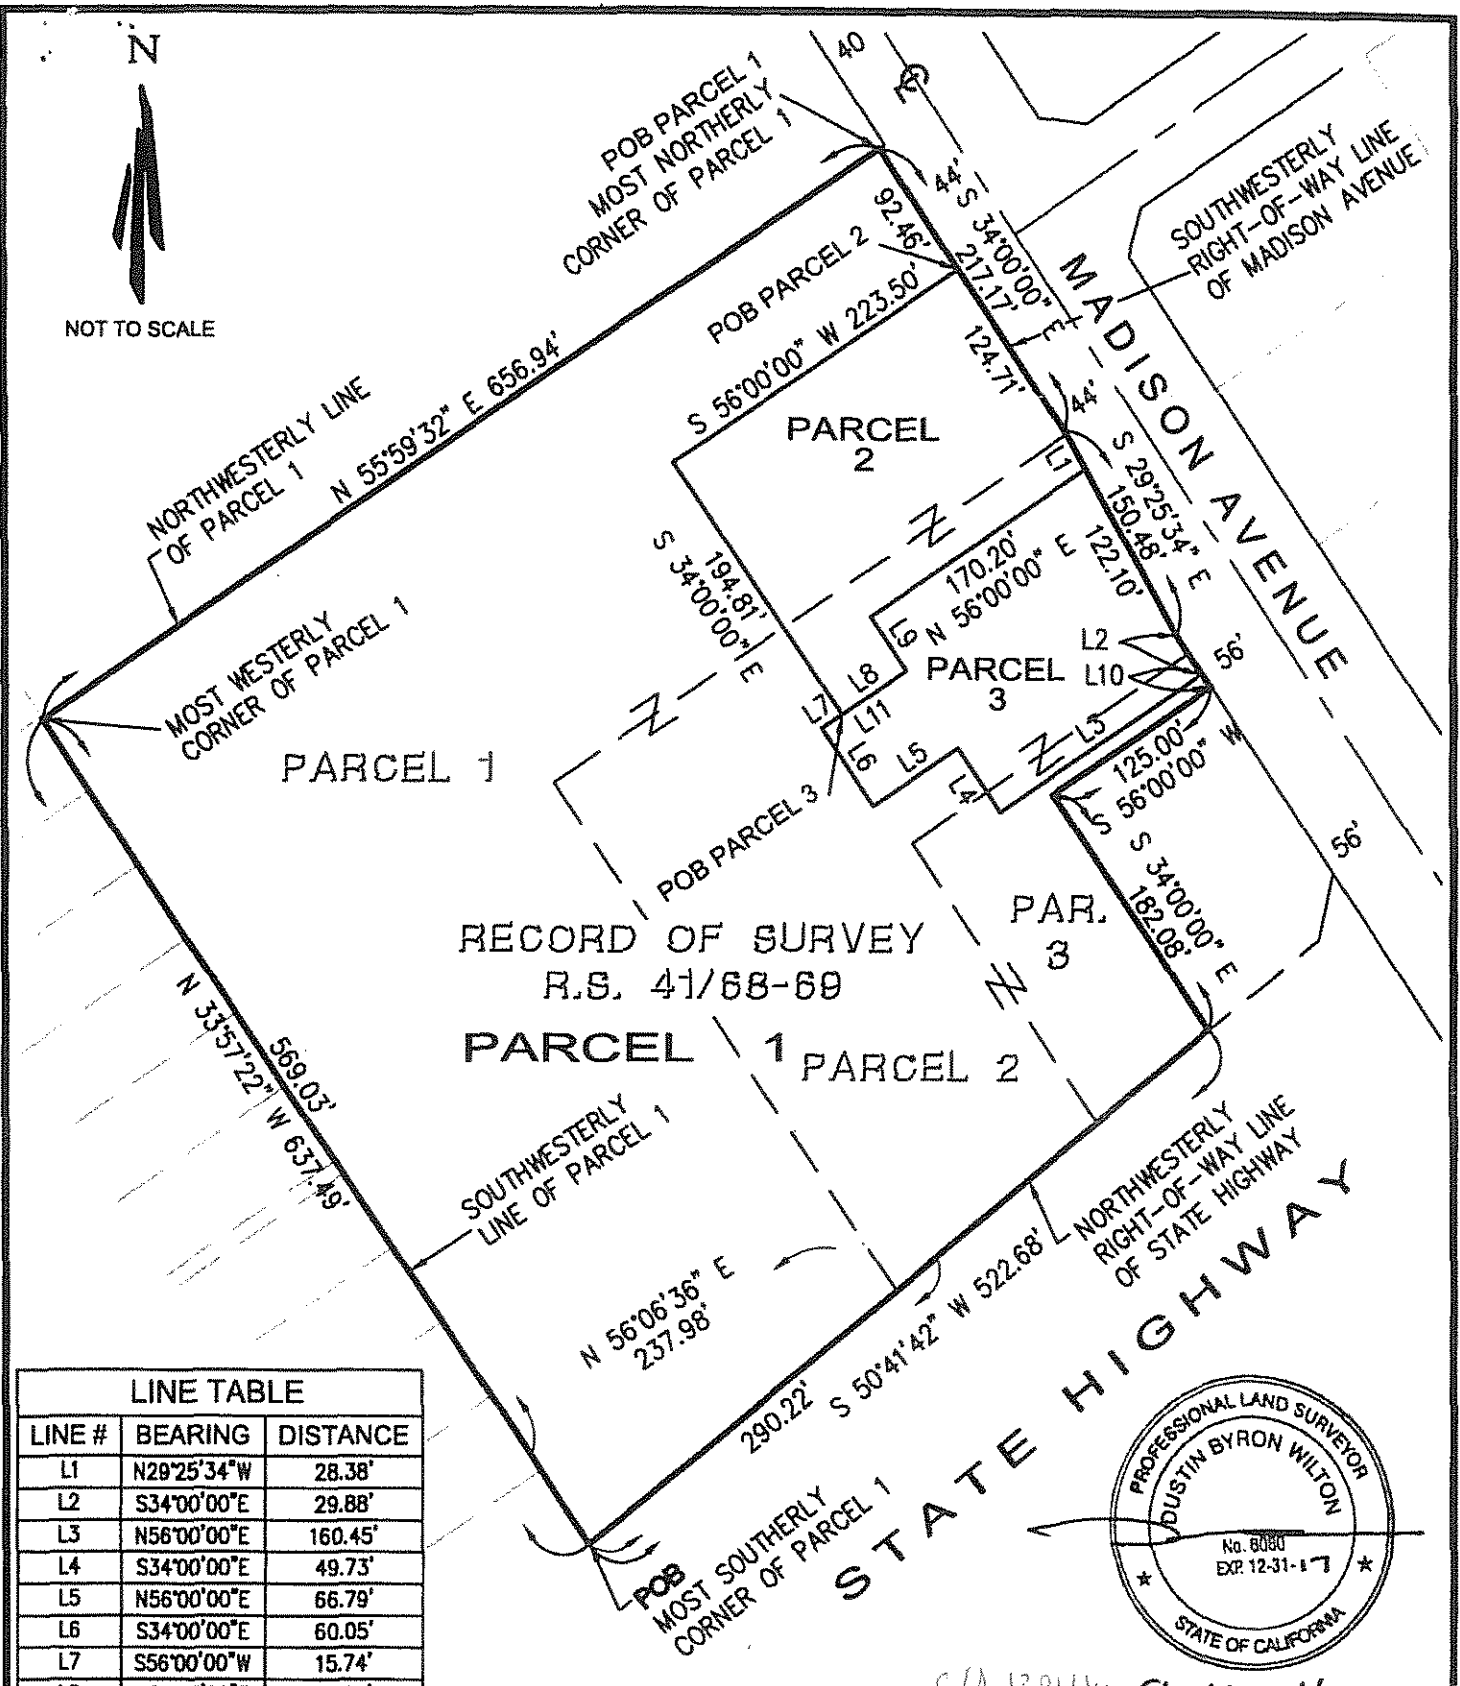 N
NOT TO SCALE
POB PARCEL 1
MOST NORTHERLY
CORNER OF PARCEL 1
40
44'
92.46'
S 34°00'00" E
217.17'
SOUTHWESTERLY
RIGHT-OF-WAY LINE
OF MADISON AVENUE
MADISON AVENUE
POB PARCEL 2
S 56°00'00" W 223.50'
124.71'
44'
NORTHWESTERLY LINE
OF PARCEL 1
N 55°59'32" E 656.94'
PARCEL
2
L1
S 29°25'34" E
150.48'
122.10'
194.81'
S 34°00'00" E
170.20'
N 56°00'00" E
L9
L2
L10
56'
MOST WESTERLY
CORNER OF PARCEL 1
PARCEL
3
L8
L7
L11
L6
L5
L4
L3
125.00'
S 56°00'00" W
56'
PARCEL 1
POB PARCEL 3
S 34°00'00" E
182.08'
PAR.
3
RECORD OF SURVEY
R.S. 41/68-69
PARCEL 1
PARCEL 2
569.03'
N 33°57'22" W 637.49'
SOUTHWESTERLY
LINE OF PARCEL 1
NORTHWESTERLY
RIGHT-OF-WAY LINE
OF STATE HIGHWAY
N 56°06'36" E
237.98'
290.22'
S 50°41'42" W 522.68'
STATE HIGHWAY
POB
MOST SOUTHERLY
CORNER OF PARCEL 1
LINE TABLE
LINE # BEARING DISTANCE
L1 N29°25'34"W 28.38'
L2 S34°00'00"E 29.88'
L3 N56°00'00"E 160.45'
L4 S34°00'00"E 49.73'
L5 N56°00'00"E 66.79'
L6 S34°00'00"E 60.05'
L7 S56°00'00"W 15.74'
PROFESSIONAL LAND SURVEYOR
DUSTIN BYRON WILTON
No.
EXP. 12-31-17
STATE OF CALIFORNIA